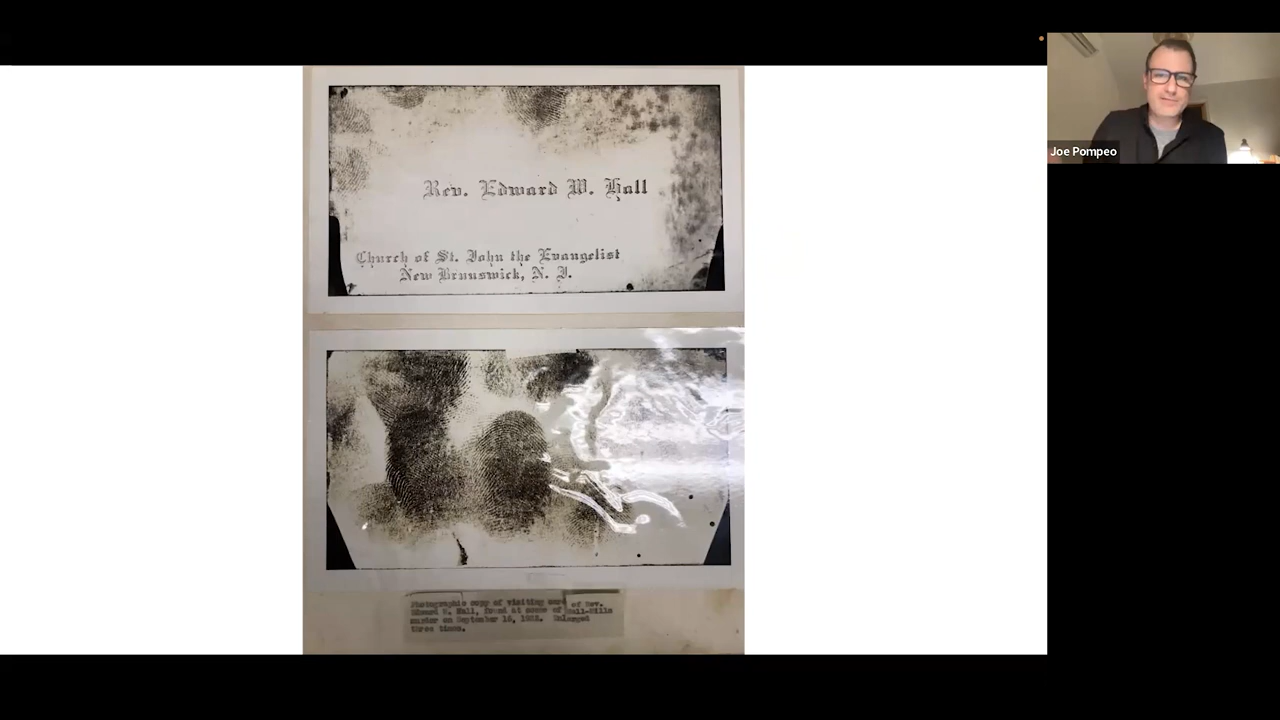 Rev. Edward W. Hall
Church of St. John the Evangelist
New Brunswick, N. J.
Photographic copy of visiting card of Rev.
Edward W. Hall, found at scene of Hall-Mills
murder on September 16, 1922. Enlarged
three times.
Joe Pompeo